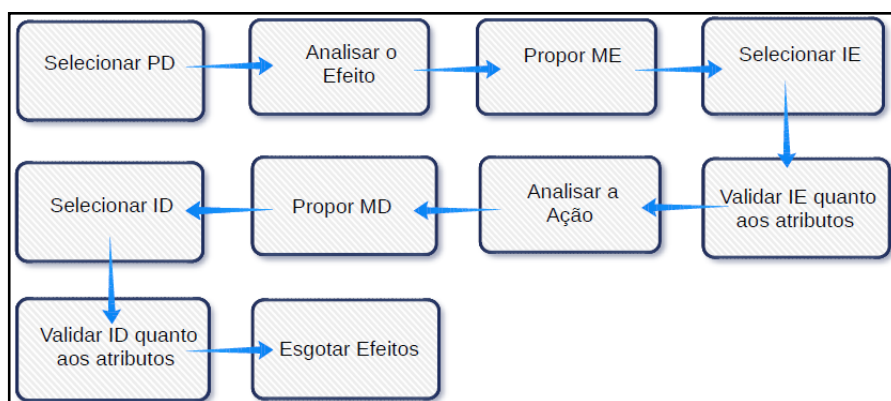 Selecionar PD
Analisar o
Efeito
Propor ME
Selecionar IE
Validar IE quanto
aos atributos
Analisar a
Ação
Propor MD
Selecionar ID
Validar ID quanto
aos atributos
Esgotar Efeitos